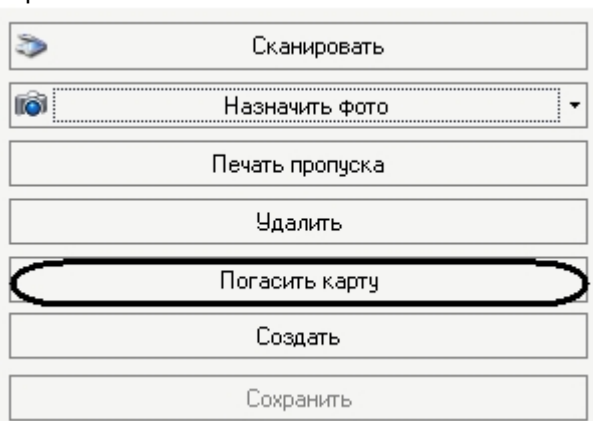 Сканировать
Назначить фото
Печать пропуска
Удалить
Погасить карту
Создать
Сохранить